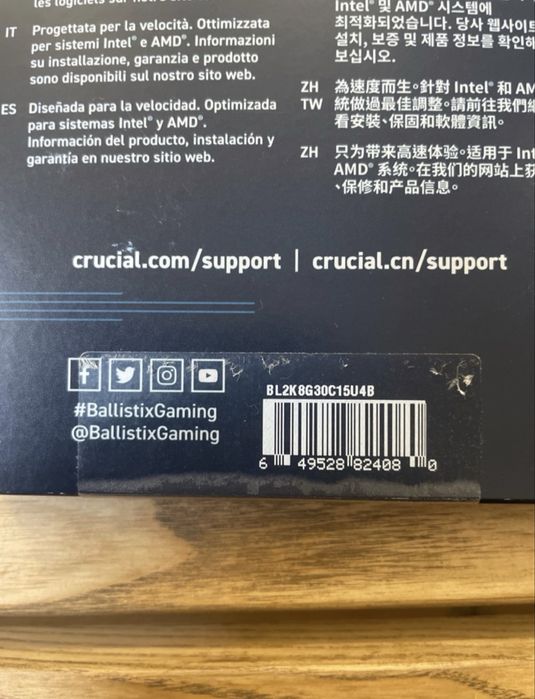 les logiciels sur notre site
IT Progettata per la velocità. Ottimizzata
per sistemi Intel® e AMD®. Informazioni
su installazione, garanzia e prodotto
sono disponibili sul nostro sito web.
ES Diseñada para la velocidad. Optimizada
para sistemas Intel® y AMD®.
Información del producto, instalación y
garantía en nuestro sitio web.
Intel® 및 AMD® 시스템에
최적화되었습니다. 당사 웹사이트
설치, 보증 및 제품 정보를 확인해
보십시오.
ZH TW 為速度而生。針對 Intel® 和 AM
統做過最佳調整。請前往我們網
看安裝、保固和軟體資訊。
ZH 只为带来高速体验。适用于 Int
AMD® 系统。在我们的网站上获
、保修和产品信息。
crucial.com/support | crucial.cn/support
#BallistixGaming
@BallistixGaming
BL2K8G30C15U4B
6 49528 82408 0